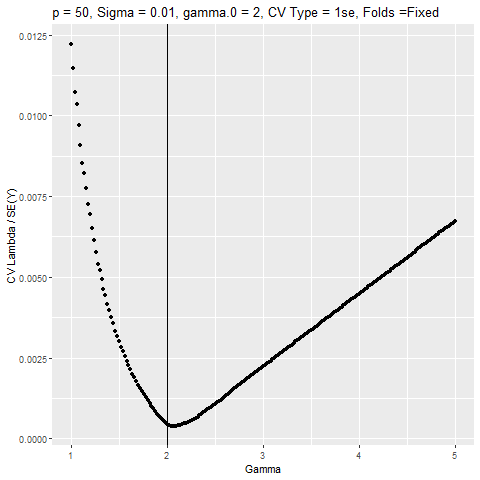 p = 50, Sigma = 0.01, gamma.0 = 2, CV Type = 1se, Folds =Fixed
CV Lambda / SE(Y)
0.0125
0.0100
0.0075
0.0050
0.0025
0.0000
1 2 3 4 5
Gamma